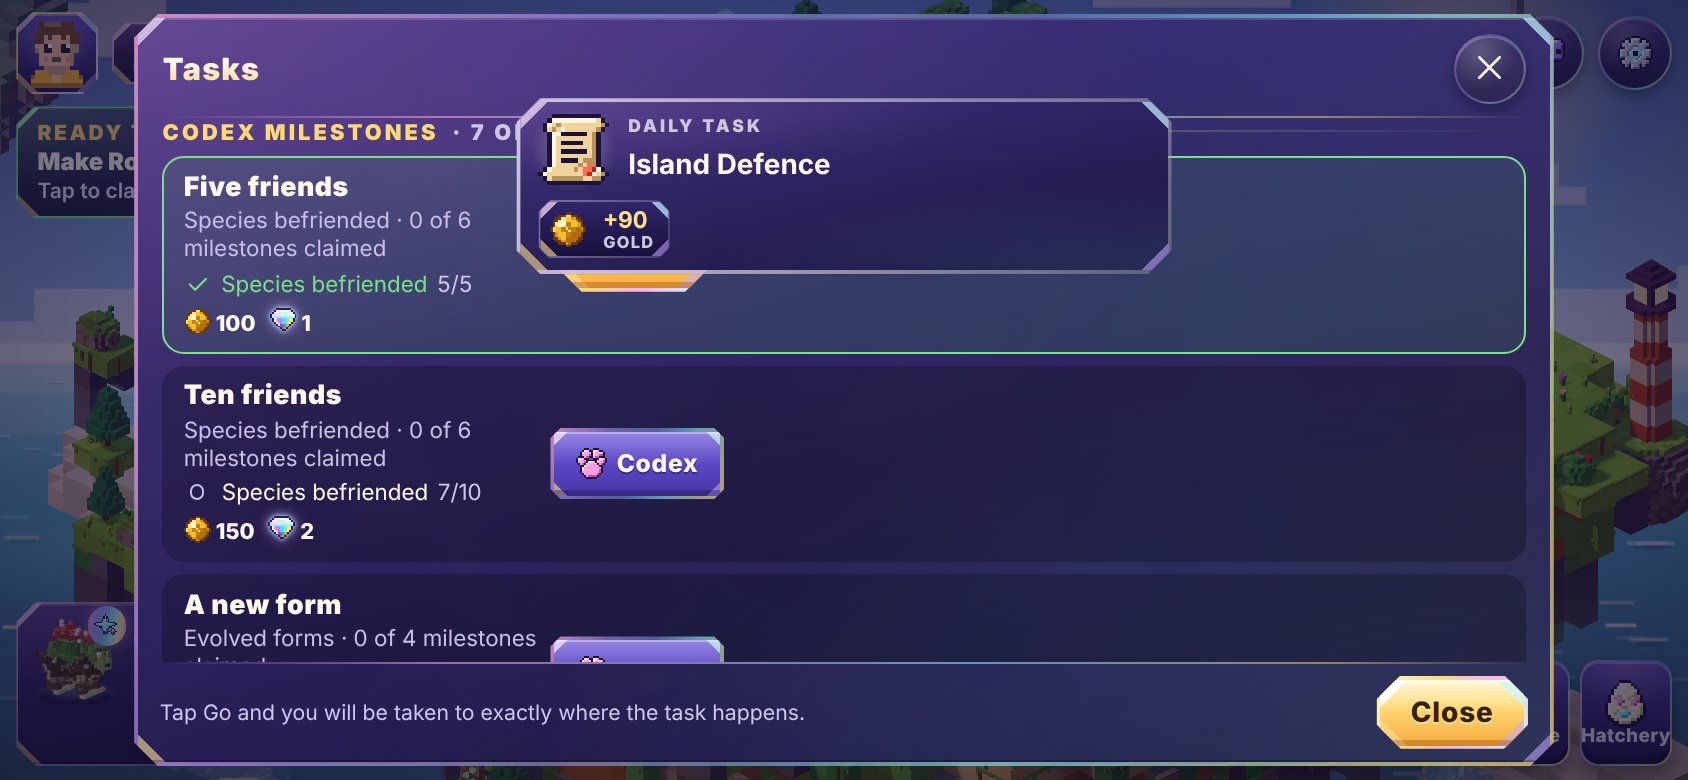 Tasks
READY
Make Ro
Tap to cla
CODEX MILESTONES · 7 O
DAILY TASK
Island Defence
+90
GOLD
Five friends
Species befriended · 0 of 6
milestones claimed
Species befriended 5/5
100 1
Ten friends
Species befriended · 0 of 6
milestones claimed
Species befriended 7/10
150 2
Codex
A new form
Evolved forms · 0 of 4 milestones
Tap Go and you will be taken to exactly where the task happens.
Close
Hatchery